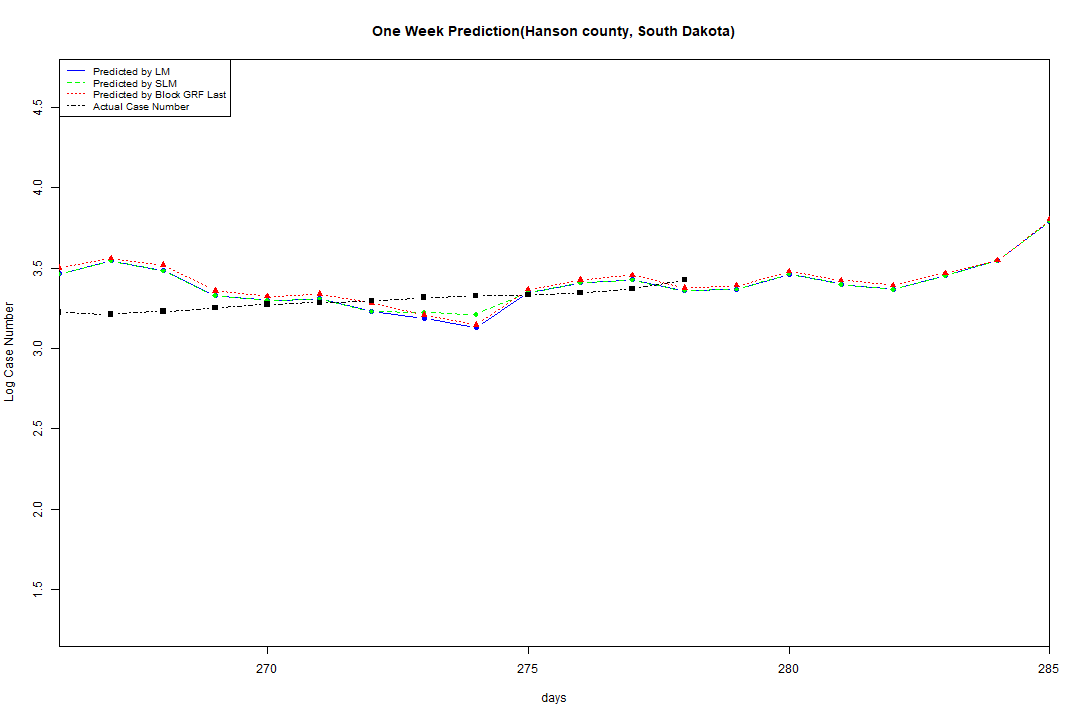 One Week Prediction(Hanson county, South Dakota)
Predicted by LM
Predicted by SLM
Predicted by Block GRF Last
Actual Case Number
Log Case Number
4.5
4.0
3.5
3.0
2.5
2.0
1.5
270 275 280 285
days